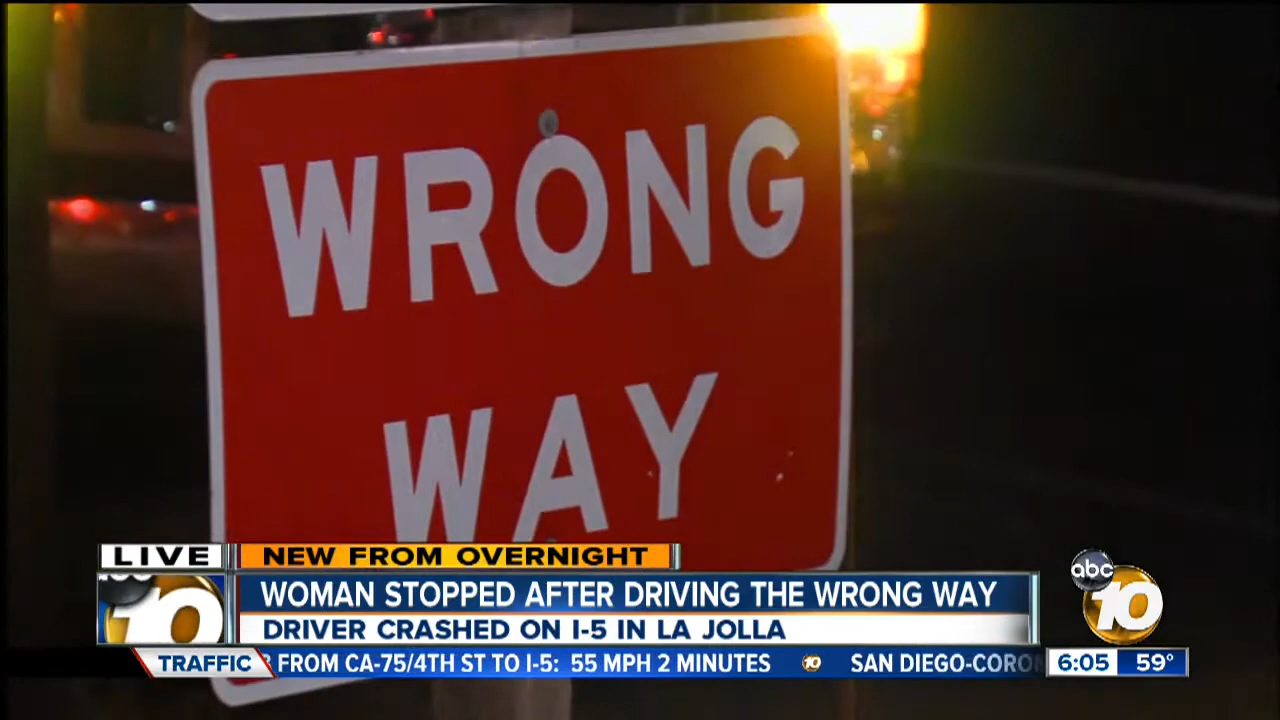 WRONG
WAY
LIVE
NEW FROM OVERNIGHT
WOMAN STOPPED AFTER DRIVING THE WRONG WAY
10
DRIVER CRASHED ON I-5 IN LA JOLLA
abc
10
TRAFFIC
FROM CA-75/4TH ST TO I-5: 55 MPH 2 MINUTES
10
SAN DIEGO-CORO
6:05
59°